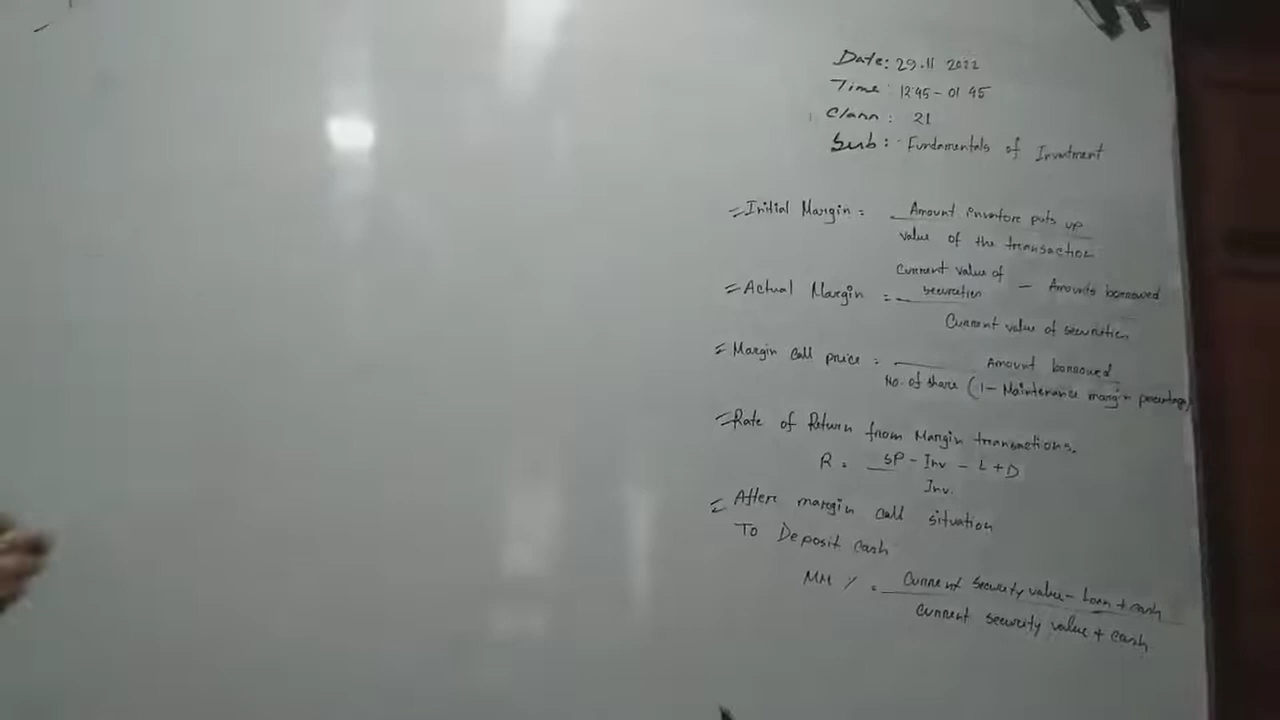 Date: 29.11 2022
Time: 12:45 - 01 45
Class: 21
Sub: Fundamentals of Investment
Initial Margin = Amount investors puts up
value of the transaction
Actual Margin = Current value of securities - Amounts borrowed
Current value of securities
Margin call price = Amount borrowed
No. of share (1 - Maintenance margin percentage)
Rate of Return from Margin transactions.
R = SP - Inv - L + D
Inv.
After margin call situation
To Deposit cash
MM % = Current security value - Loan + cash
Current security value + cash